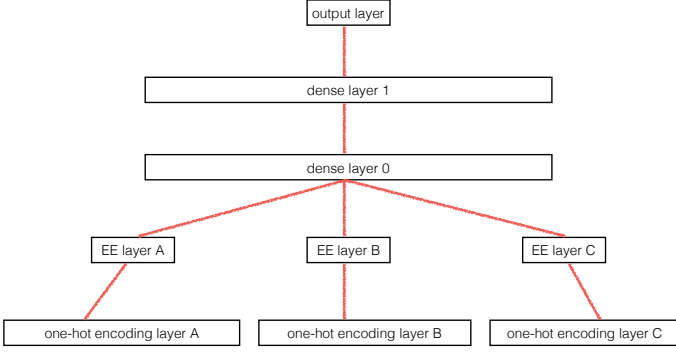 output layer
dense layer 1
dense layer 0
EE layer A
EE layer B
EE layer C
one-hot encoding layer A
one-hot encoding layer B
one-hot encoding layer C